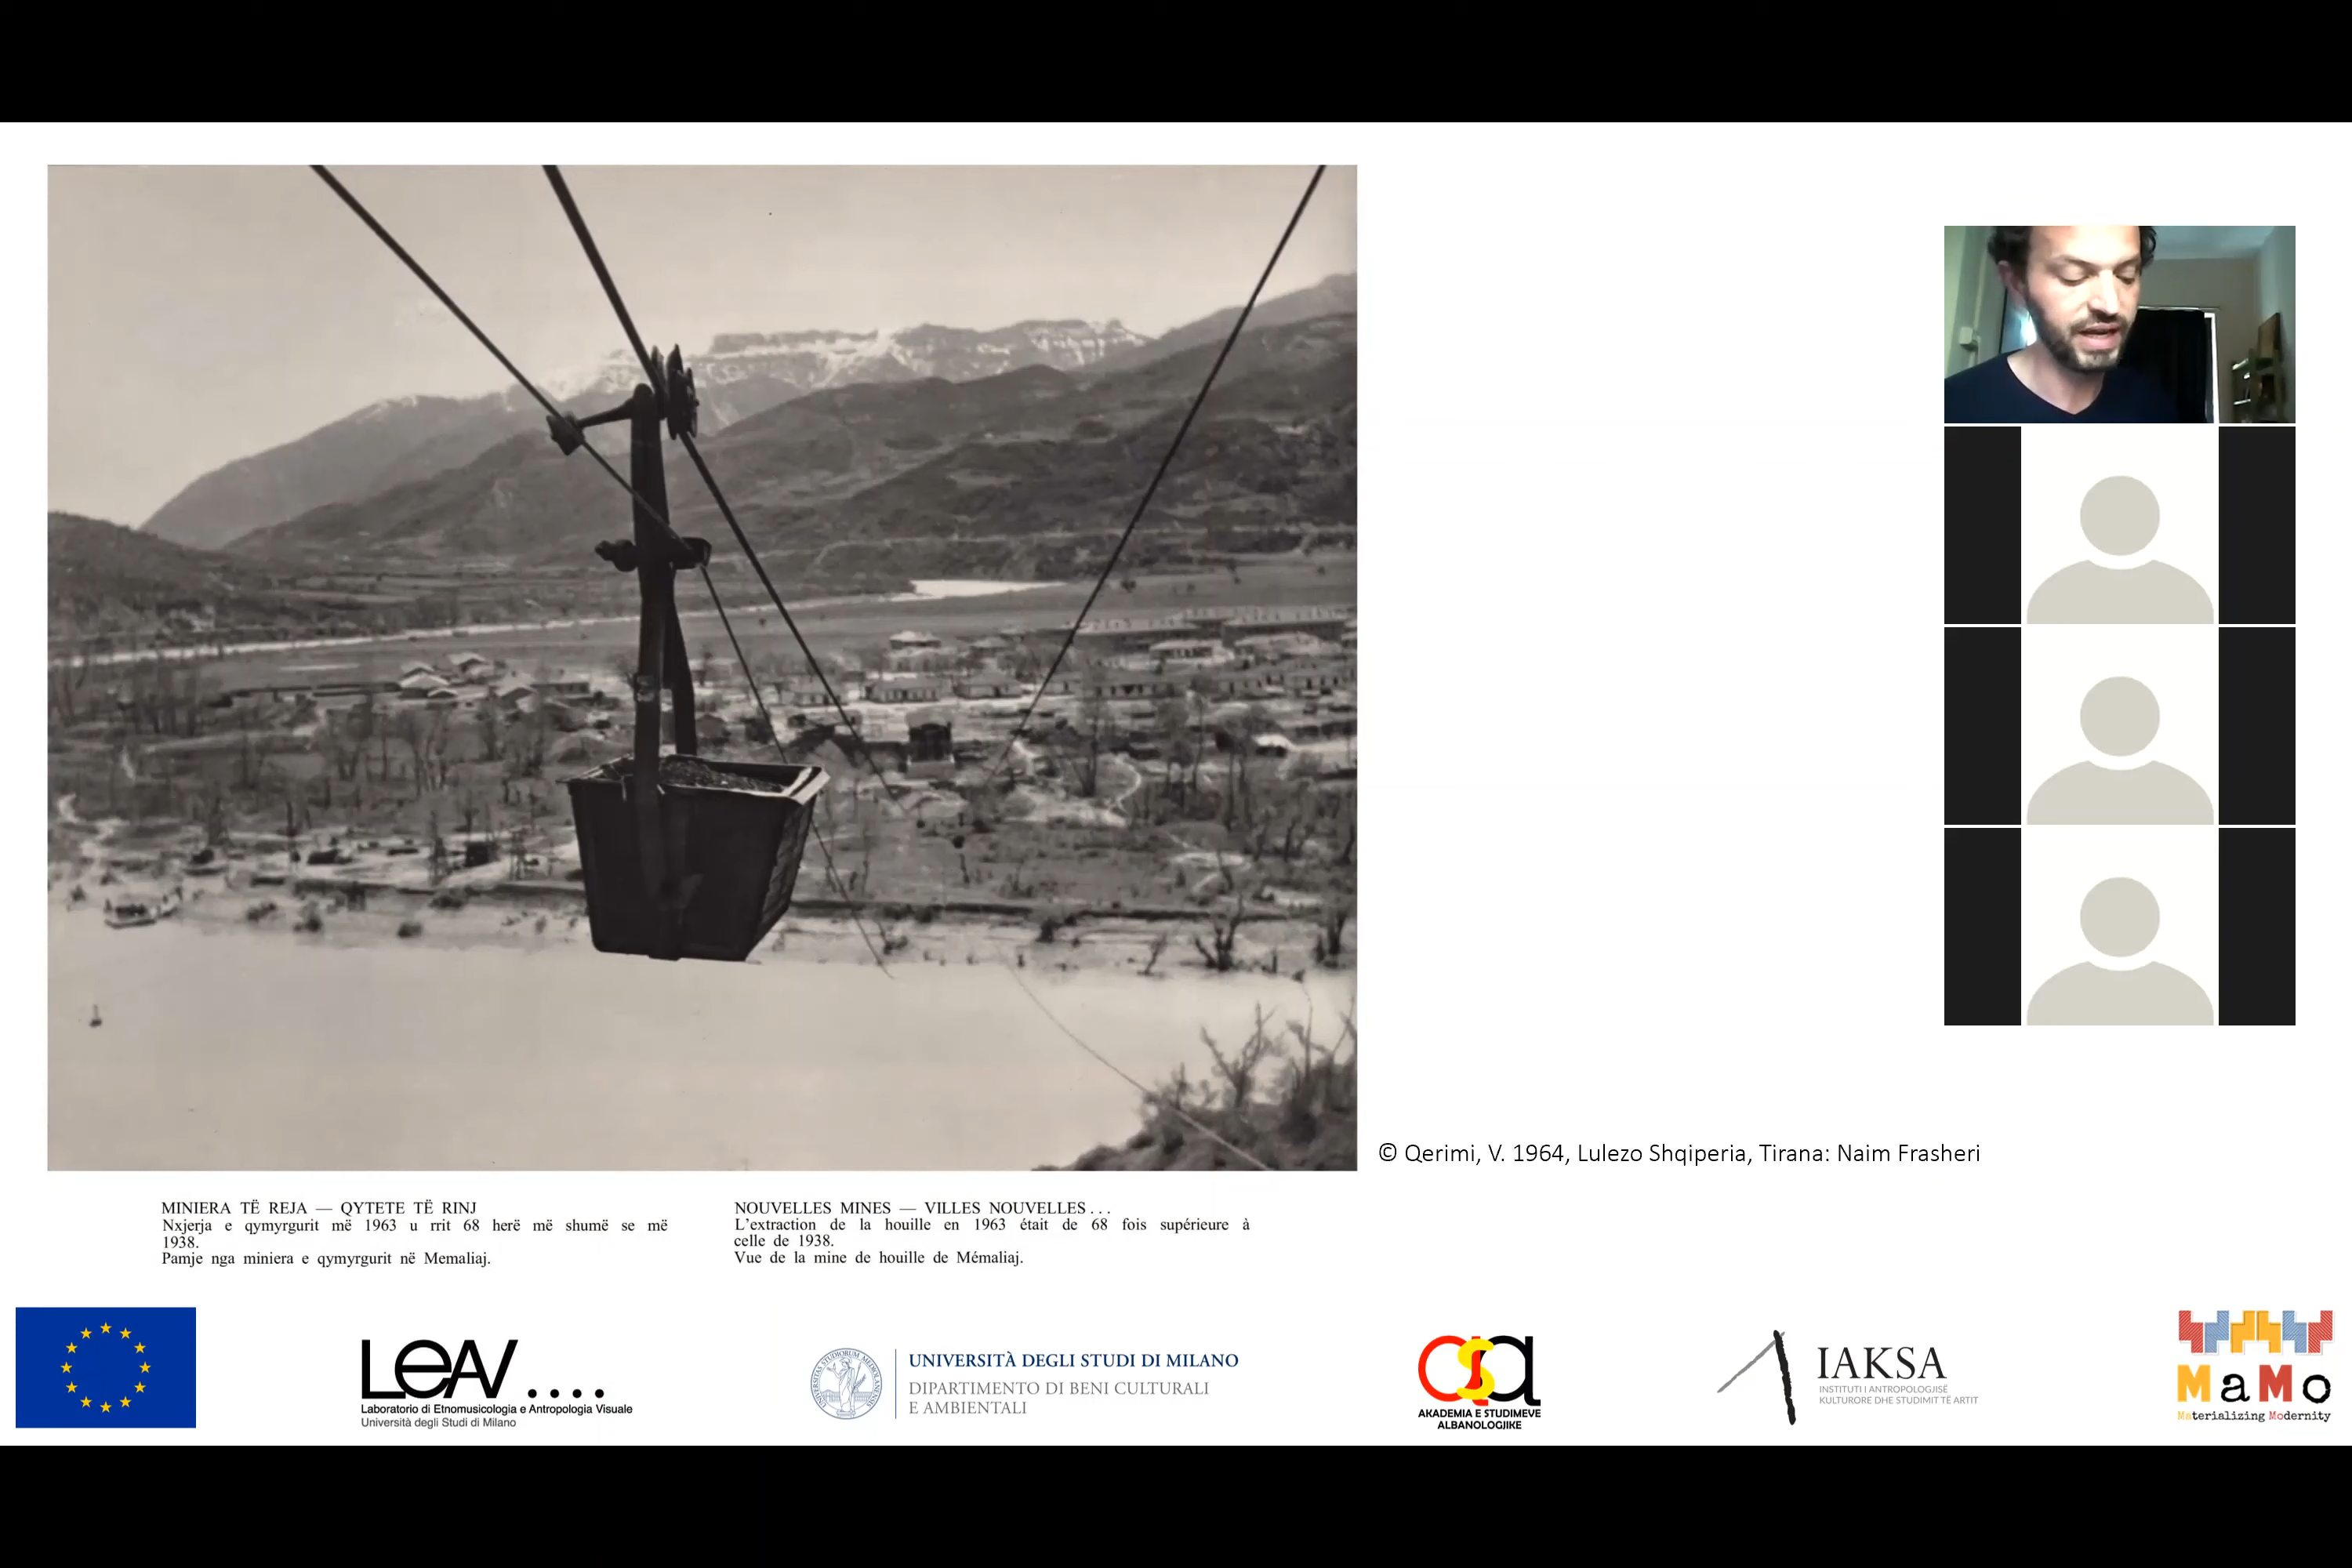 © Qerimi, V. 1964, Lulezo Shqiperia, Tirana: Naim Frasheri
MINIERA TË REJA — QYTETE TË RINJ
Nxjerja e qymyrgurit më 1963 u rrit 68 herë më shumë se më
1938.
Pamje nga miniera e qymyrgurit në Memaliaj.
NOUVELLES MINES — VILLES NOUVELLES...
L'extraction de la houille en 1963 était de 68 fois supérieure à
celle de 1938.
Vue de la mine de houille de Mémaliaj.
LeAV....
Laboratorio di Etnomusicologia e Antropologia Visuale
Università degli Studi di Milano
UNIVERSITÀ DEGLI STUDI DI MILANO
DIPARTIMENTO DI BENI CULTURALI
E AMBIENTALI
asa
AKADEMIA E STUDIMEVE
ALBANOLOGJIKE
IAKSA
INSTITUTI I ANTROPOLOGJISË
KULTURORE DHE STUDIMIT TË ARTIT
MaMo
Materializing Modernity